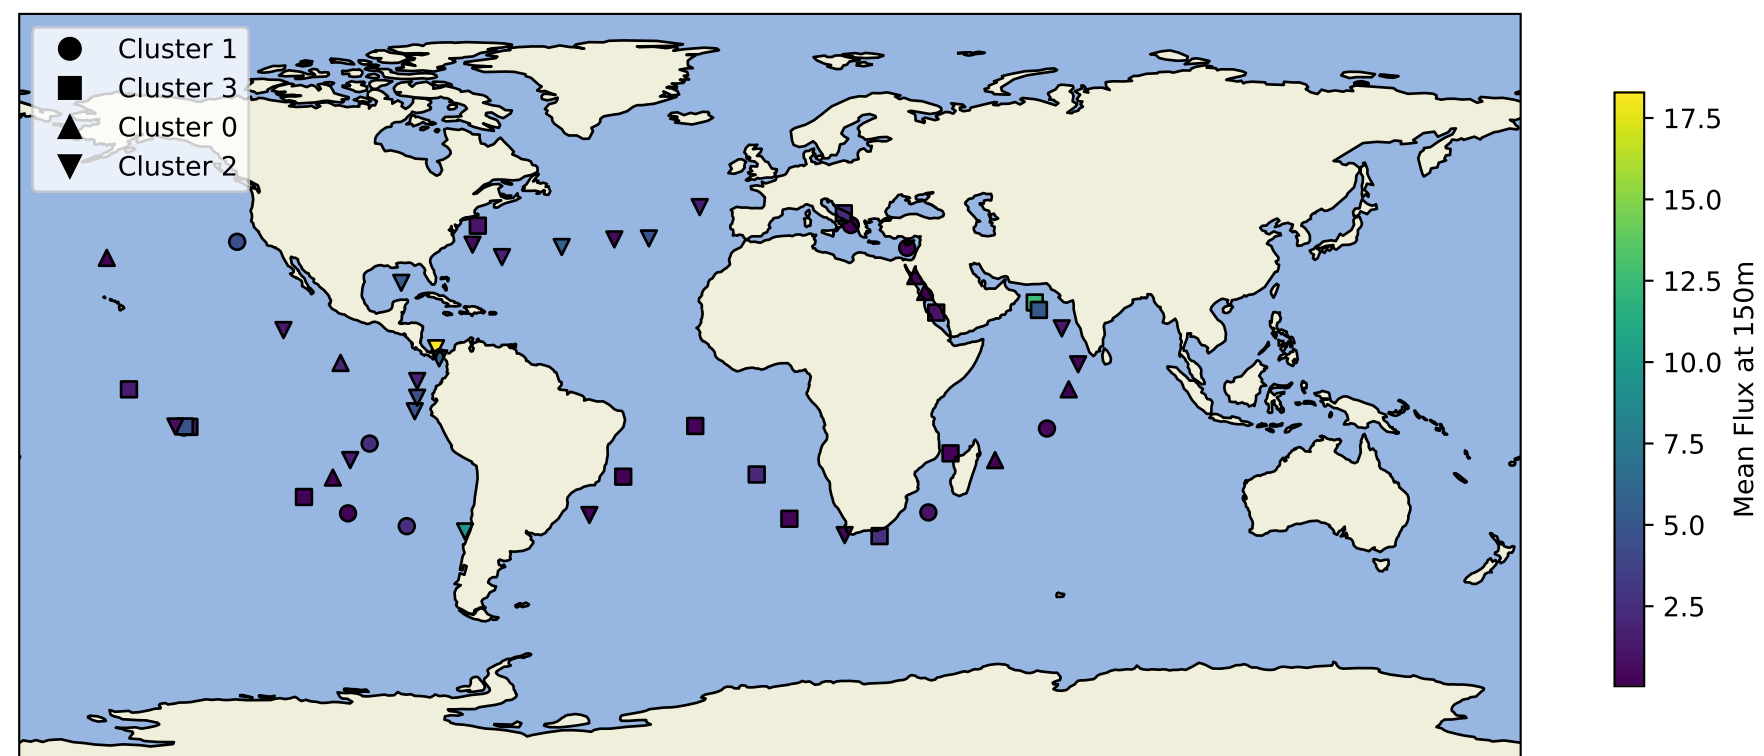 Cluster 1
Cluster 3
Cluster 0
Cluster 2
17.5
15.0
12.5
10.0
7.5
5.0
2.5
Mean Flux at 150m